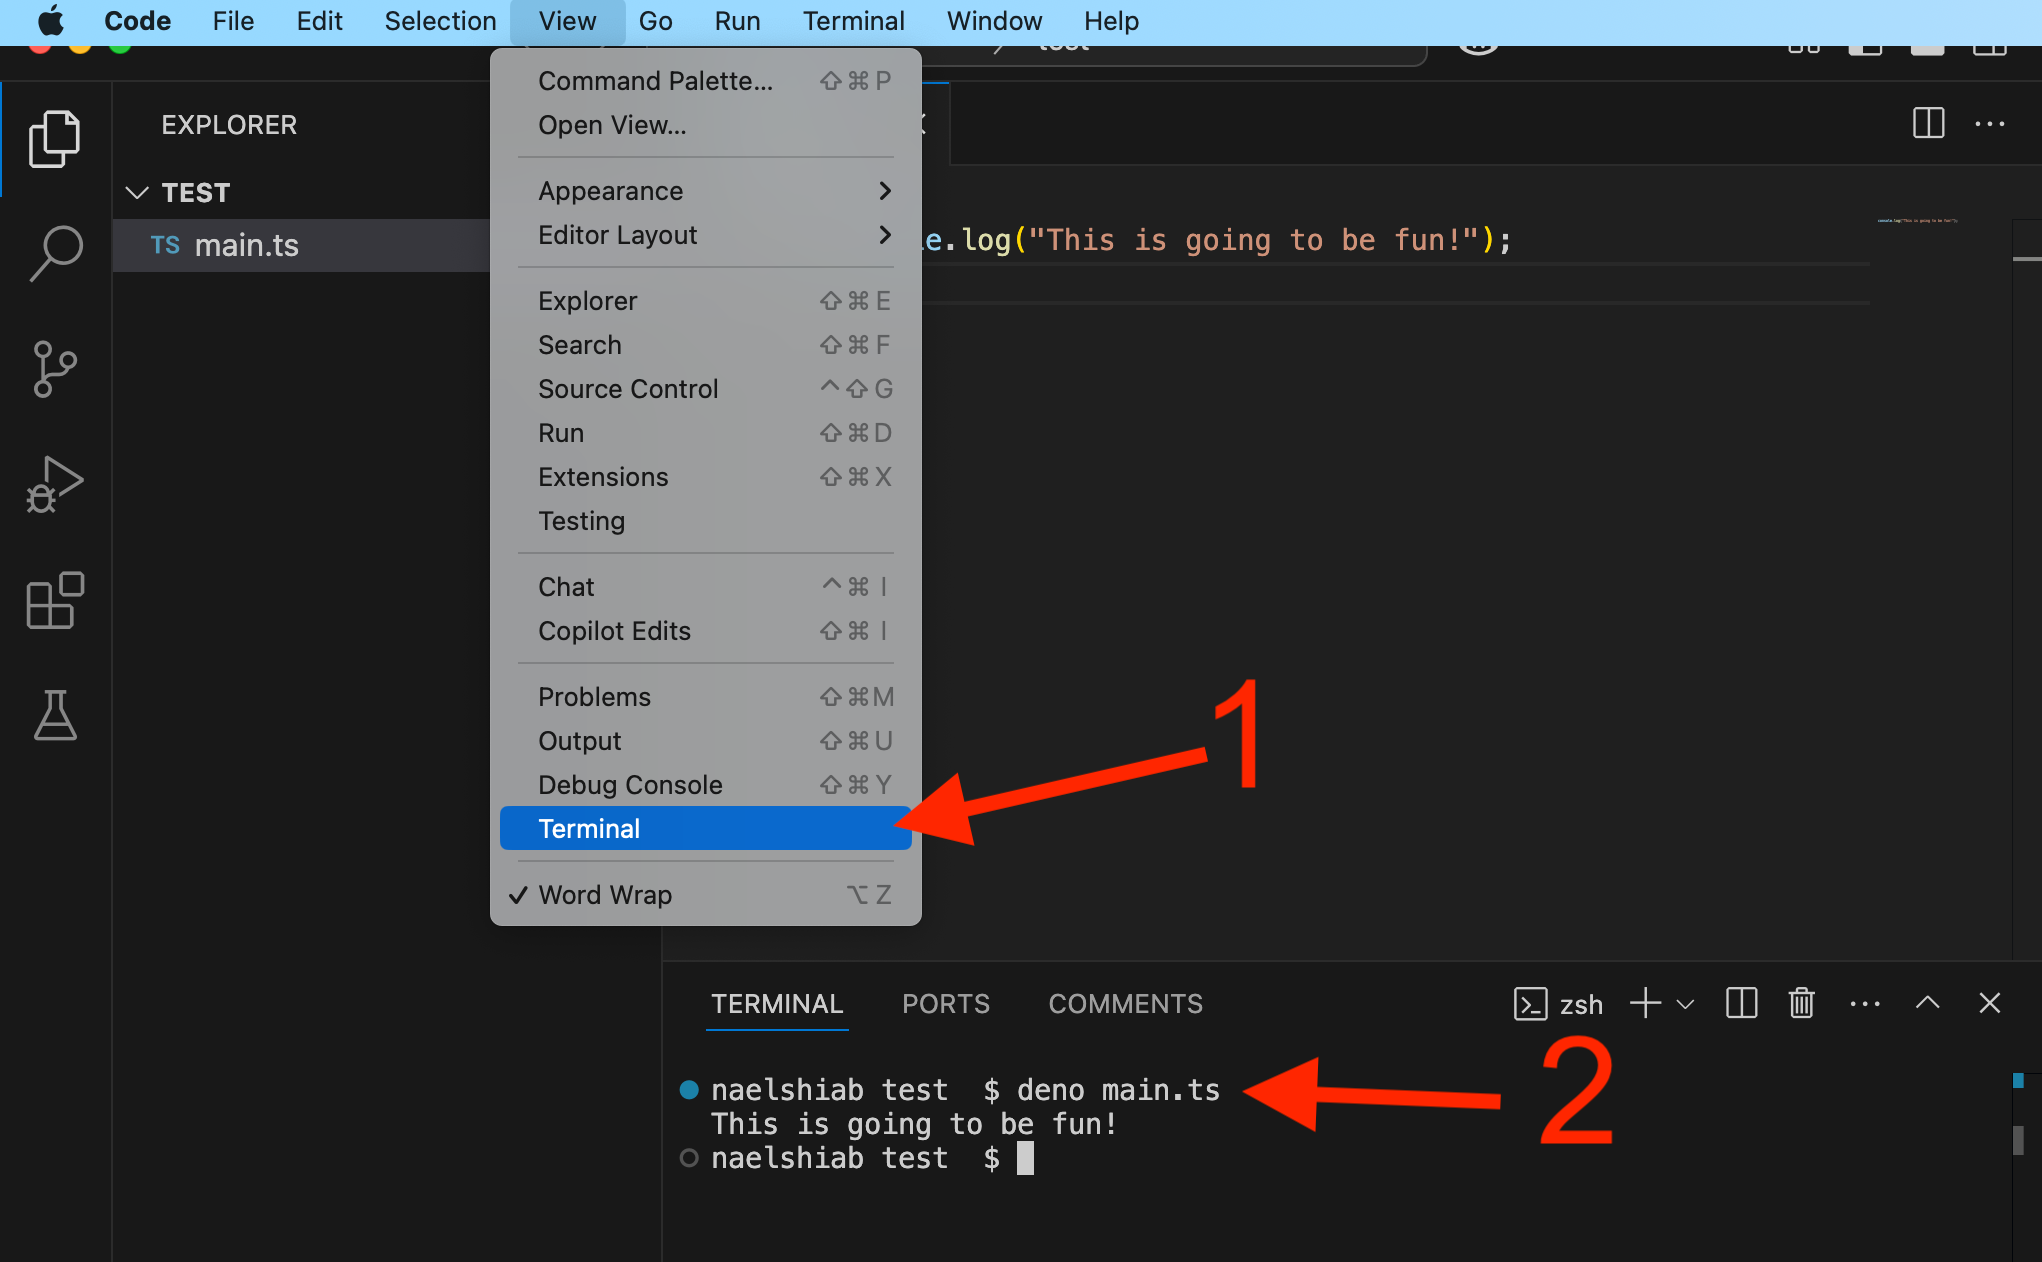 Code File Edit Selection View Go Run Terminal Window Help
EXPLORER
TEST
TS main.ts
Command Palette... ⇧⌘P
Open View...
Appearance
Editor Layout
Explorer ⇧⌘E
Search ⇧⌘F
Source Control ^⇧G
Run ⇧⌘D
Extensions ⇧⌘X
Testing
Chat ^⌘I
Copilot Edits ⇧⌘I
Problems ⇧⌘M
Output ⇧⌘U
Debug Console ⇧⌘Y
Terminal
✓ Word Wrap ⌥Z
e.log("This is going to be fun!");
1
TERMINAL PORTS COMMENTS zsh
2
naelshiab test $ deno main.ts
This is going to be fun!
naelshiab test $